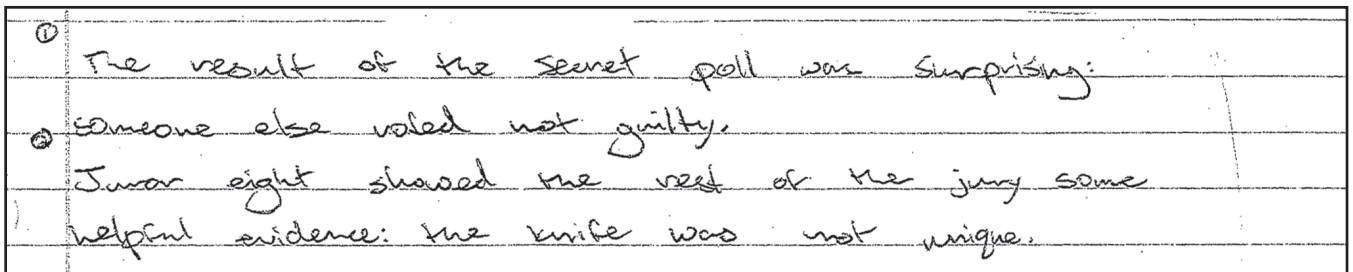 ① The result of the secret poll was surprising:
② someone else voted not guilty.
Juror eight showed the rest of the jury some
helpful evidence: the knife was not unique.